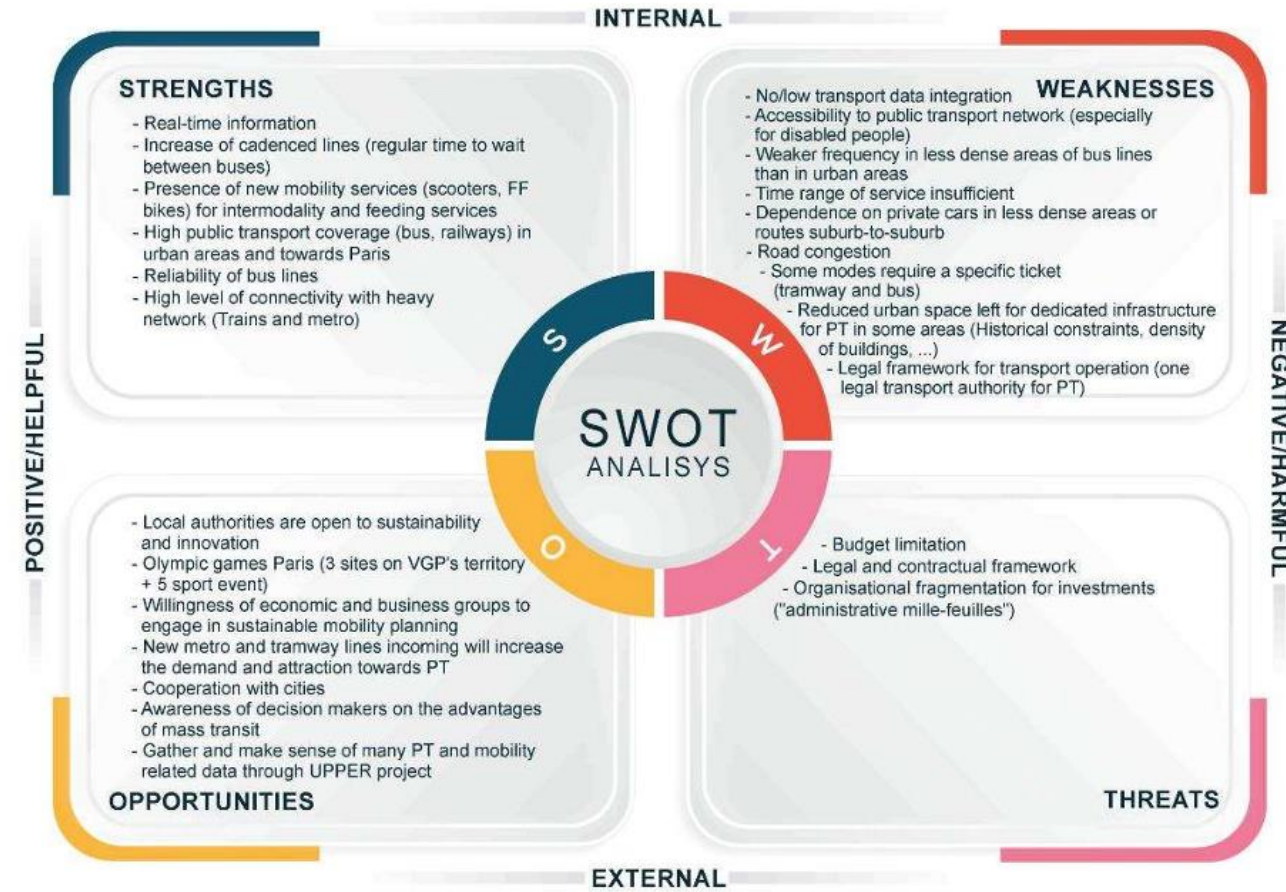 INTERNAL
STRENGTHS
- Real-time information
- Increase of cadenced lines (regular time to wait
between buses)
- Presence of new mobility services (scooters, FF
bikes) for intermodality and feeding services
- High public transport coverage (bus, railways) in
urban areas and towards Paris
- Reliability of bus lines
- High level of connectivity with heavy
network (Trains and metro)
WEAKNESSES
- No/low transport data integration
- Accessibility to public transport network (especially
for disabled people)
- Weaker frequency in less dense areas of bus lines
than in urban areas
- Time range of service insufficient
- Dependence on private cars in less dense areas or
routes suburb-to-suburb
- Road congestion
- Some modes require a specific ticket
(tramway and bus)
- Reduced urban space left for dedicated infrastructure
for PT in some areas (Historical constraints, density
of buildings, ...)
- Legal framework for transport operation (one
legal transport authority for PT)
POSITIVE/HELPFUL
NEGATIVE/HARMFUL
S
W
SWOT
ANALISYS
O
T
- Local authorities are open to sustainability
and innovation
- Olympic games Paris (3 sites on VGP's territory
+ 5 sport event)
- Willingness of economic and business groups to
engage in sustainable mobility planning
- New metro and tramway lines incoming will increase
the demand and attraction towards PT
- Cooperation with cities
- Awareness of decision makers on the advantages
of mass transit
- Gather and make sense of many PT and mobility
related data through UPPER project
OPPORTUNITIES
- Budget limitation
- Legal and contractual framework
- Organisational fragmentation for investments
("administrative mille-feuilles")
THREATS
EXTERNAL